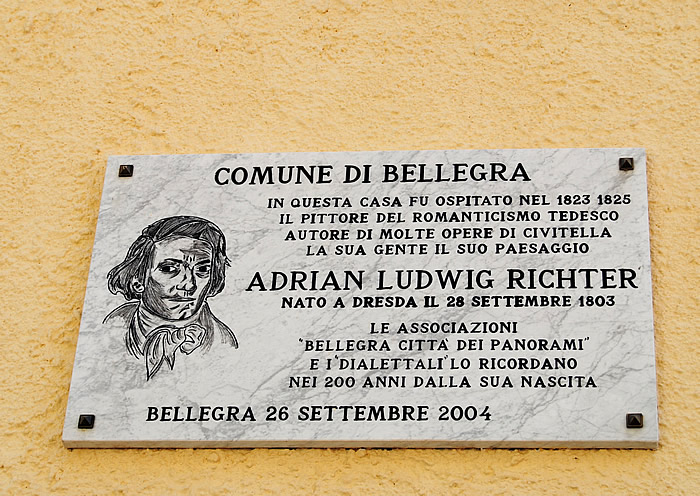 COMUNE DI BELLEGRA
IN QUESTA CASA FU OSPITATO NEL 1823 1825
IL PITTORE DEL ROMANTICISMO TEDESCO
AUTORE DI MOLTE OPERE DI CIVITELLA
LA SUA GENTE IL SUO PAESAGGIO
ADRIAN LUDWIG RICHTER
NATO A DRESDA IL 28 SETTEMBRE 1803
LE ASSOCIAZIONI
"BELLEGRA CITTA' DEI PANORAMI"
E I 'DIALETTALI' LO RICORDANO
NEI 200 ANNI DALLA SUA NASCITA
BELLEGRA 26 SETTEMBRE 2004